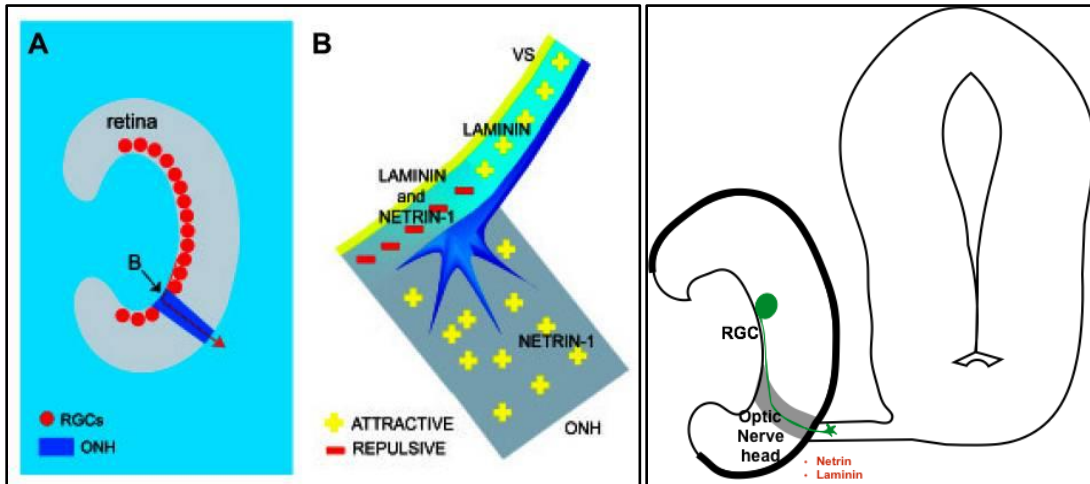 A
retina
B
RGCs
ONH
B
VS
LAMININ
LAMININ
and
NETRIN-1
NETRIN-1
ATTRACTIVE
REPULSIVE
ONH
RGC
Optic
Nerve
head
• Netrin
• Laminin